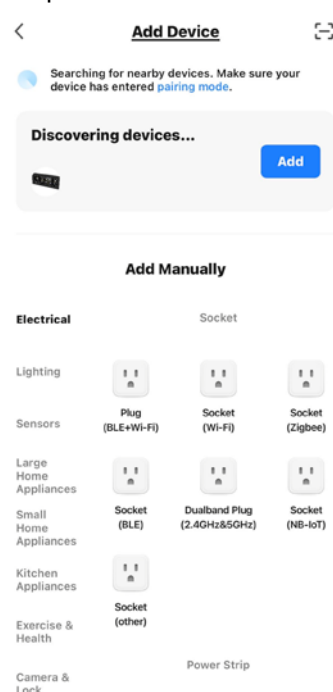 Add Device
Searching for nearby devices. Make sure your
device has entered pairing mode.
Discovering devices...
Add
Add Manually
Electrical
Lighting
Sensors
Large
Home
Appliances
Small
Home
Appliances
Kitchen
Appliances
Exercise &
Health
Camera &
Lock
Socket
Plug
(BLE+Wi-Fi)
Socket
(Wi-Fi)
Socket
(Zigbee)
Socket
(BLE)
Dualband Plug
(2.4GHz&5GHz)
Socket
(NB-IoT)
Socket
(other)
Power Strip